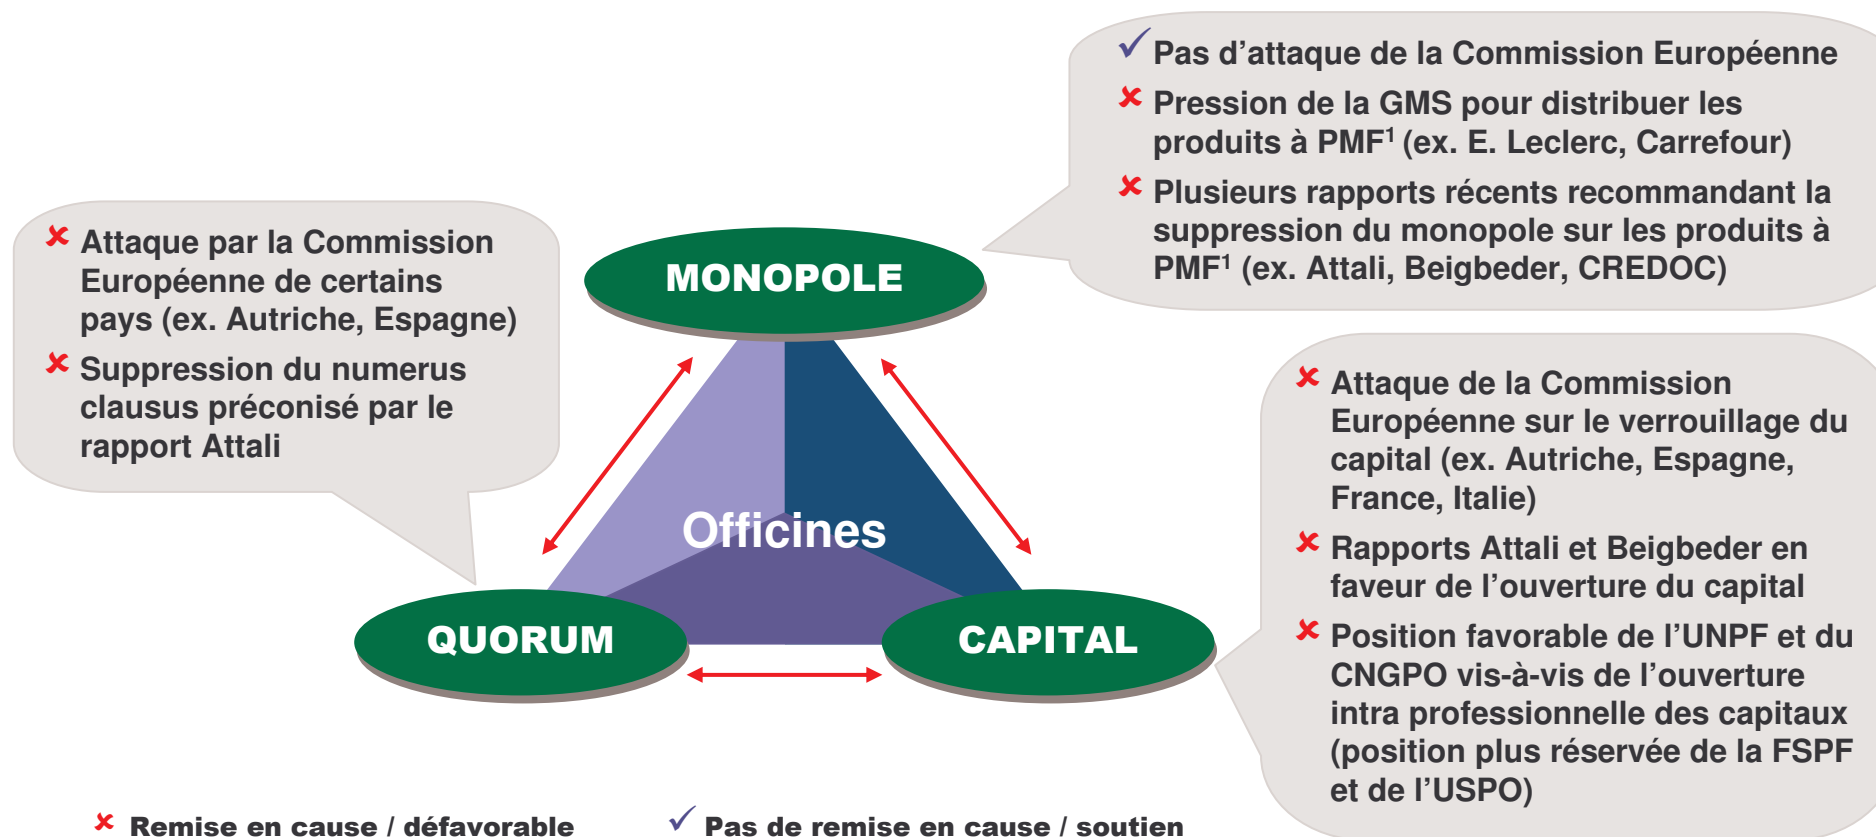 ✓ Pas d'attaque de la Commission Européenne
✘ Pression de la GMS pour distribuer les
produits à PMF¹ (ex. E. Leclerc, Carrefour)
✘ Plusieurs rapports récents recommandant la
suppression du monopole sur les produits à
PMF¹ (ex. Attali, Beigbeder, CREDOC)
✘ Attaque par la Commission
Européenne de certains
pays (ex. Autriche, Espagne)
✘ Suppression du numerus
clausus préconisé par le
rapport Attali
MONOPOLE
Officines
QUORUM
CAPITAL
✘ Attaque de la Commission
Européenne sur le verrouillage du
capital (ex. Autriche, Espagne,
France, Italie)
✘ Rapports Attali et Beigbeder en
faveur de l'ouverture du capital
✘ Position favorable de l'UNPF et du
CNGPO vis-à-vis de l'ouverture
intra professionnelle des capitaux
(position plus réservée de la FSPF
et de l'USPO)
✘ Remise en cause / défavorable
✓ Pas de remise en cause / soutien